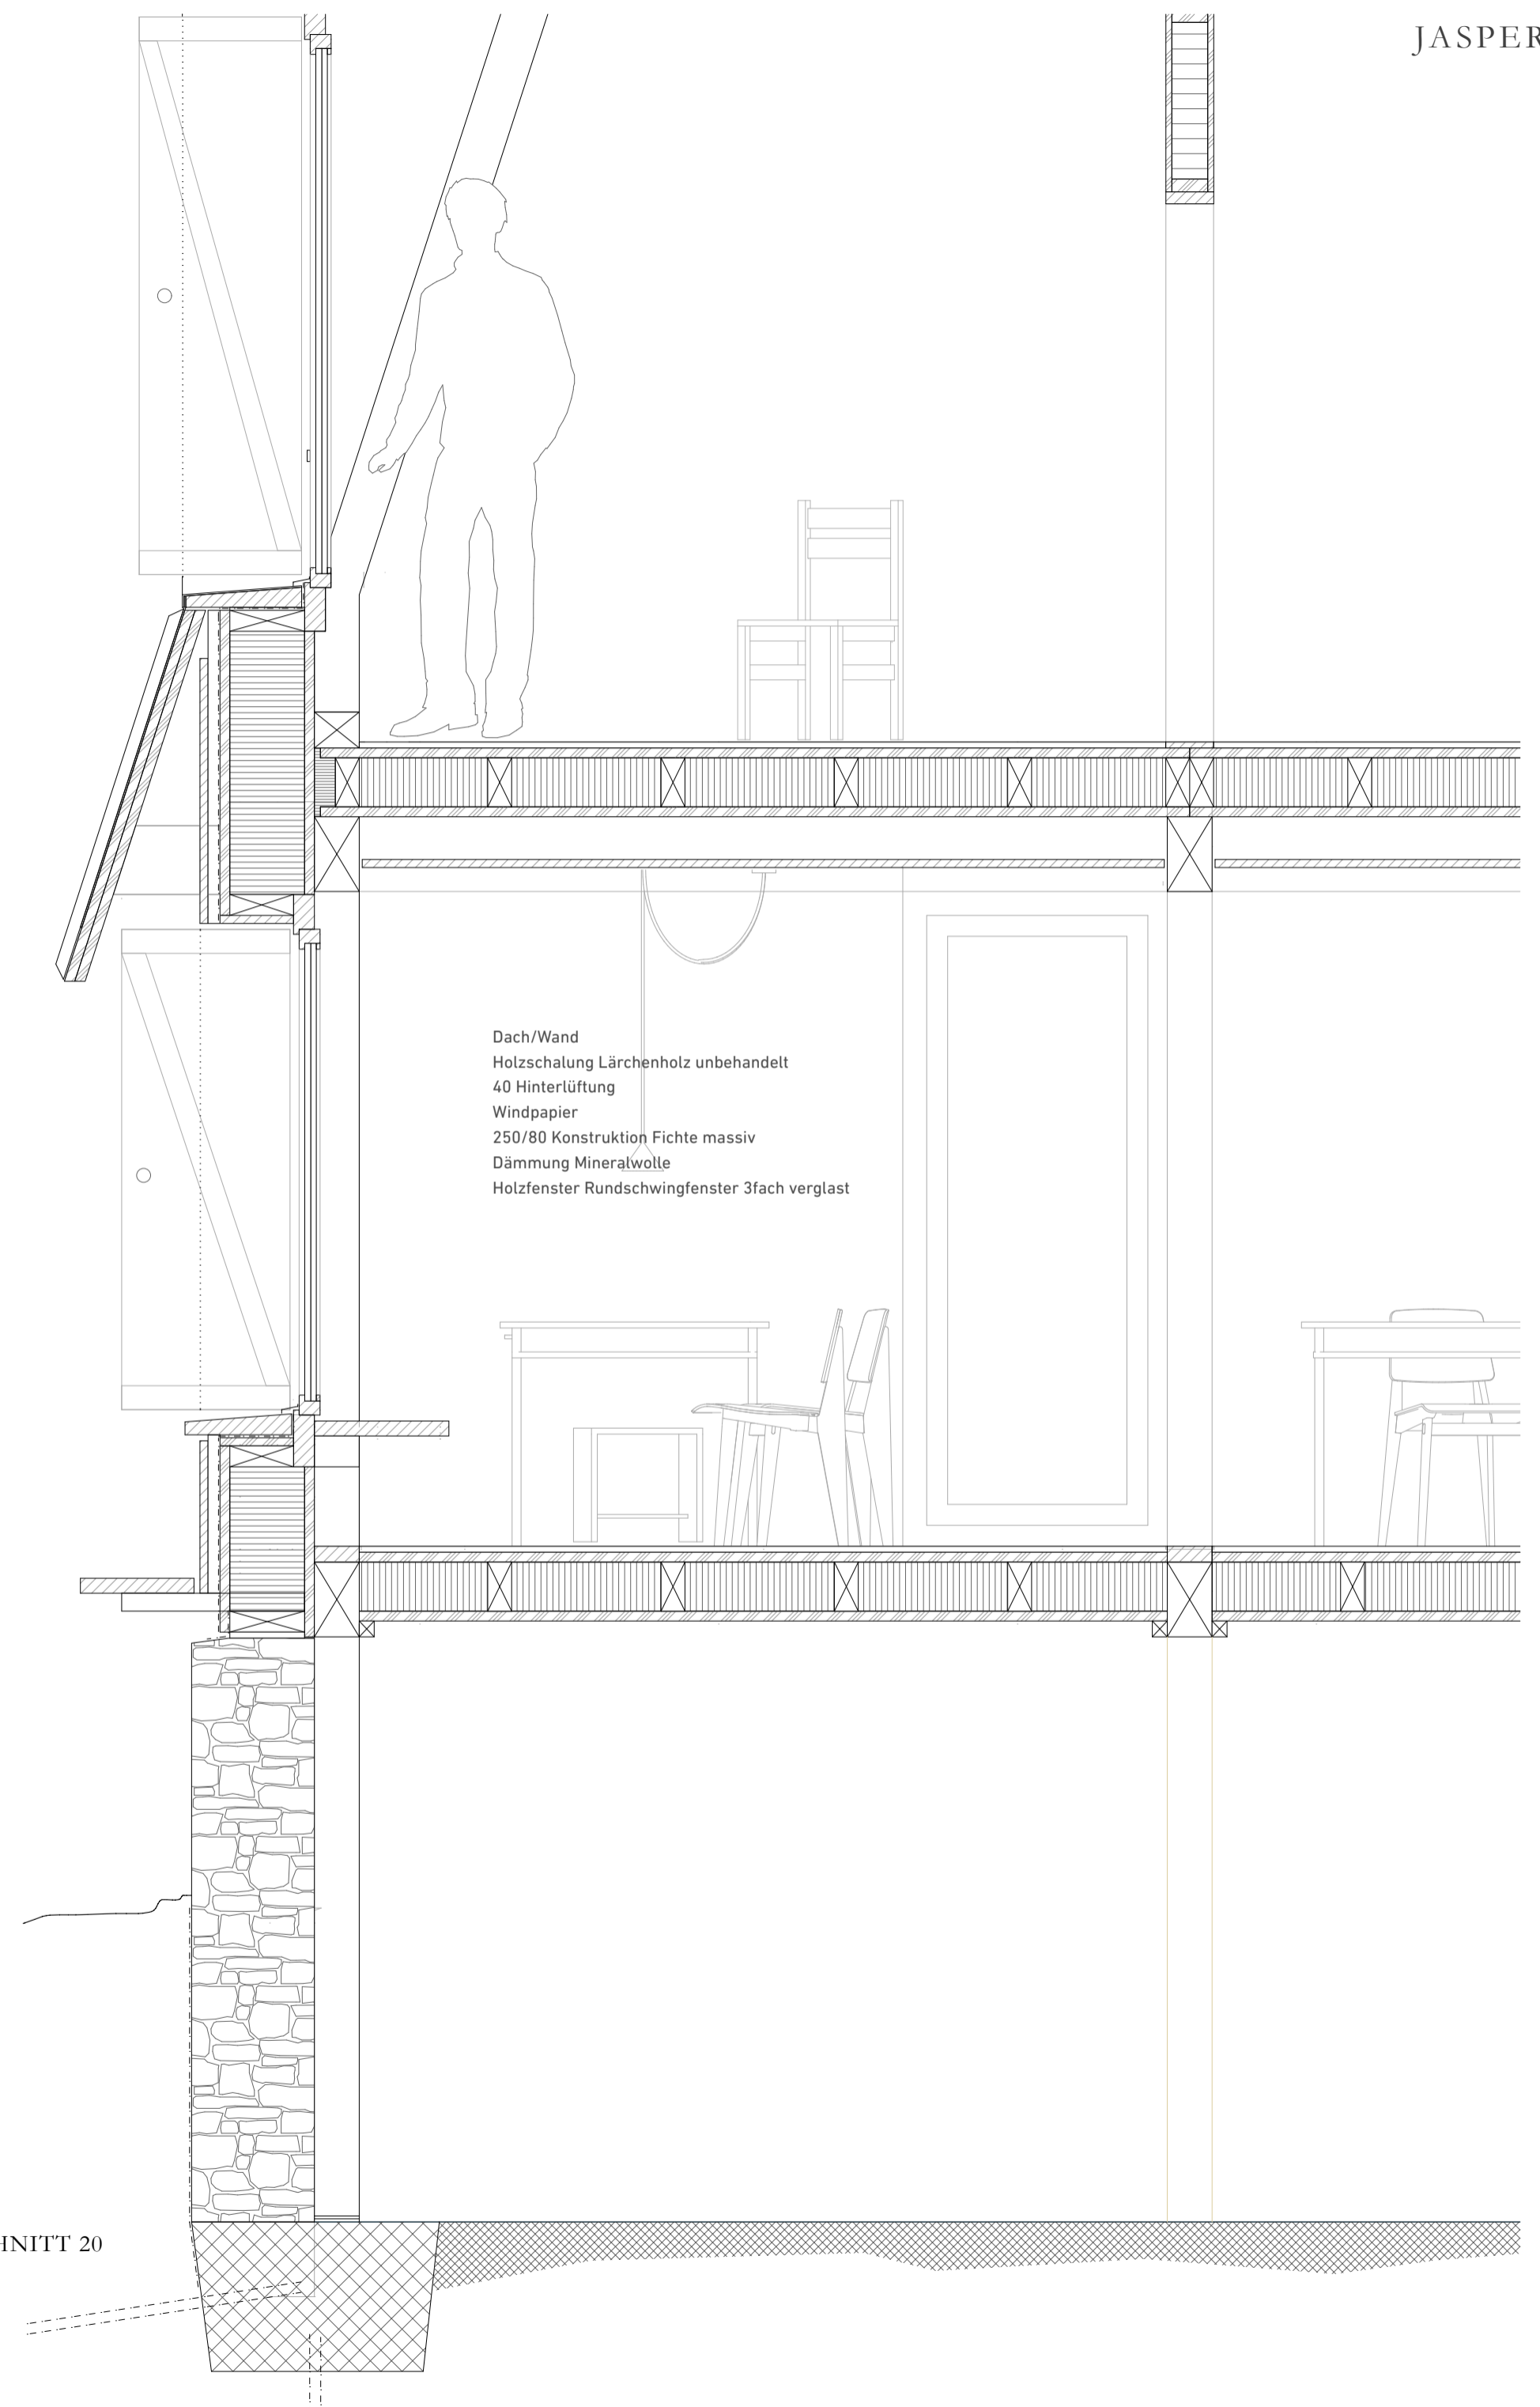 JASPER
Dach/Wand
Holzschalung Lärchenholz unbehandelt
40 Hinterlüftung
Windpapier
250/80 Konstruktion Fichte massiv
Dämmung Mineralwolle
Holzfenster Rundschwingfenster 3fach verglast
HNITT 20